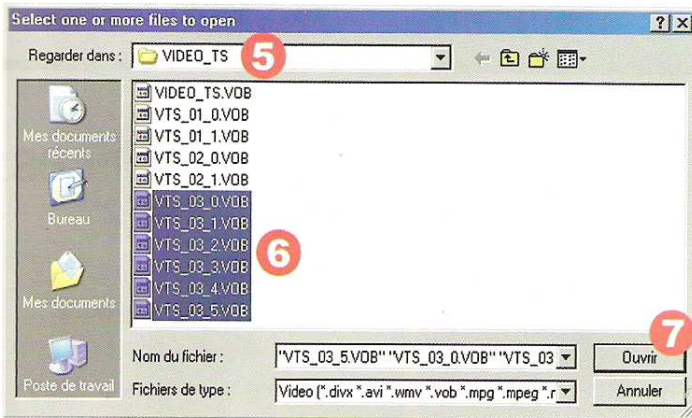 Select one or more files to open
Regarder dans :
VIDEO_TS
5
VIDEO_TS.VOB
VTS_01_0.VOB
VTS_01_1.VOB
VTS_02_0.VOB
VTS_02_1.VOB
VTS_03_0.VOB
VTS_03_1.VOB
VTS_03_2.VOB
VTS_03_3.VOB
VTS_03_4.VOB
VTS_03_5.VOB
6
Mes documents
récents
Bureau
Mes documents
Poste de travail
Nom du fichier :
"VTS_03_5.VOB" "VTS_03_0.VOB" "VTS_03
7
Ouvrir
Fichiers de type :
Video (*.divx *.avi *.wmv *.vob *.mpg *.mpeg *.r
Annuler